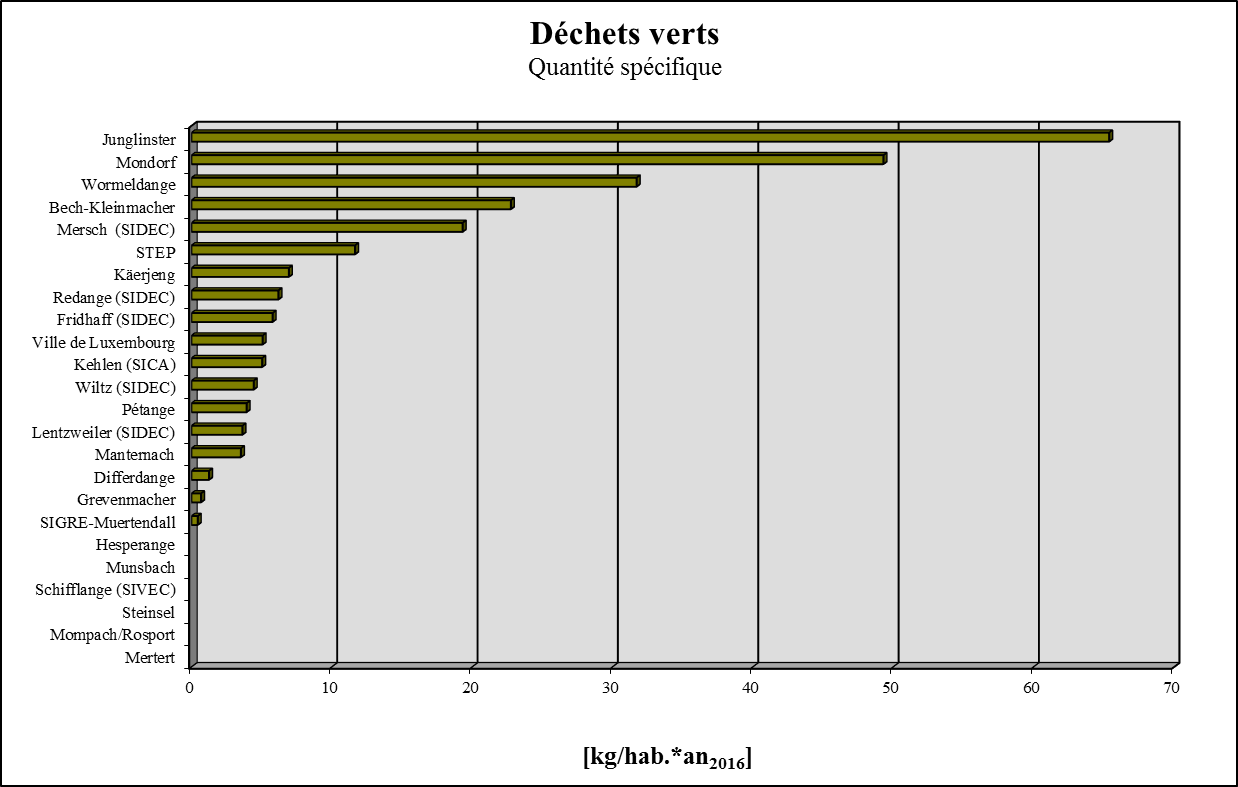 Déchets verts
Quantité spécifique
Junglinster
Mondorf
Wormeldange
Bech-Kleinmacher
Mersch (SIDEC)
STEP
Käerjeng
Redange (SIDEC)
Fridhaff (SIDEC)
Ville de Luxembourg
Kehlen (SICA)
Wiltz (SIDEC)
Pétange
Lentzweiler (SIDEC)
Manternach
Differdange
Grevenmacher
SIGRE-Muertendall
Hesperange
Munsbach
Schifflange (SIVEC)
Steinsel
Mompach/Rosport
Mertert
0 10 20 30 40 50 60 70
[kg/hab.*an2016]